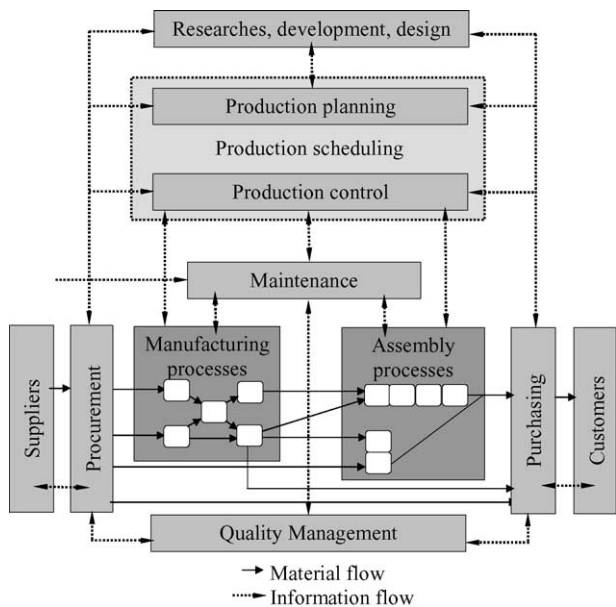 Researches, development, design
Production planning
Production scheduling
Production control
Maintenance
Manufacturing
processes
Assembly
processes
Suppliers
Procurement
Purchasing
Customers
Quality Management
Material flow
Information flow